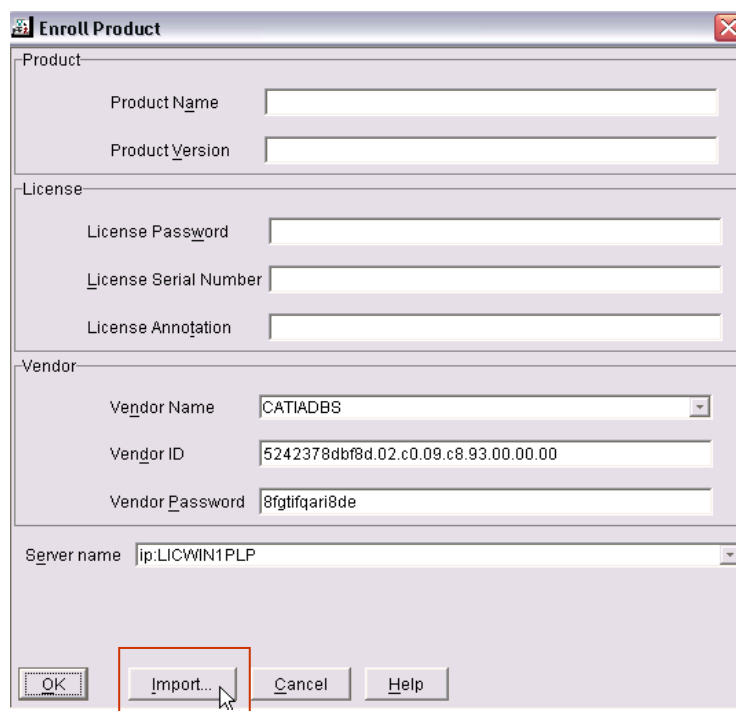 Enroll Product
Product
Product Name
Product Version
License
License Password
License Serial Number
License Annotation
Vendor
Vendor Name CATIADBS
Vendor ID 5242378dbf8d.02.c0.09.c8.93.00.00.00
Vendor Password 8fgtifqari8de
Server name ip:LICWIN1PLP
OK Import... Cancel Help